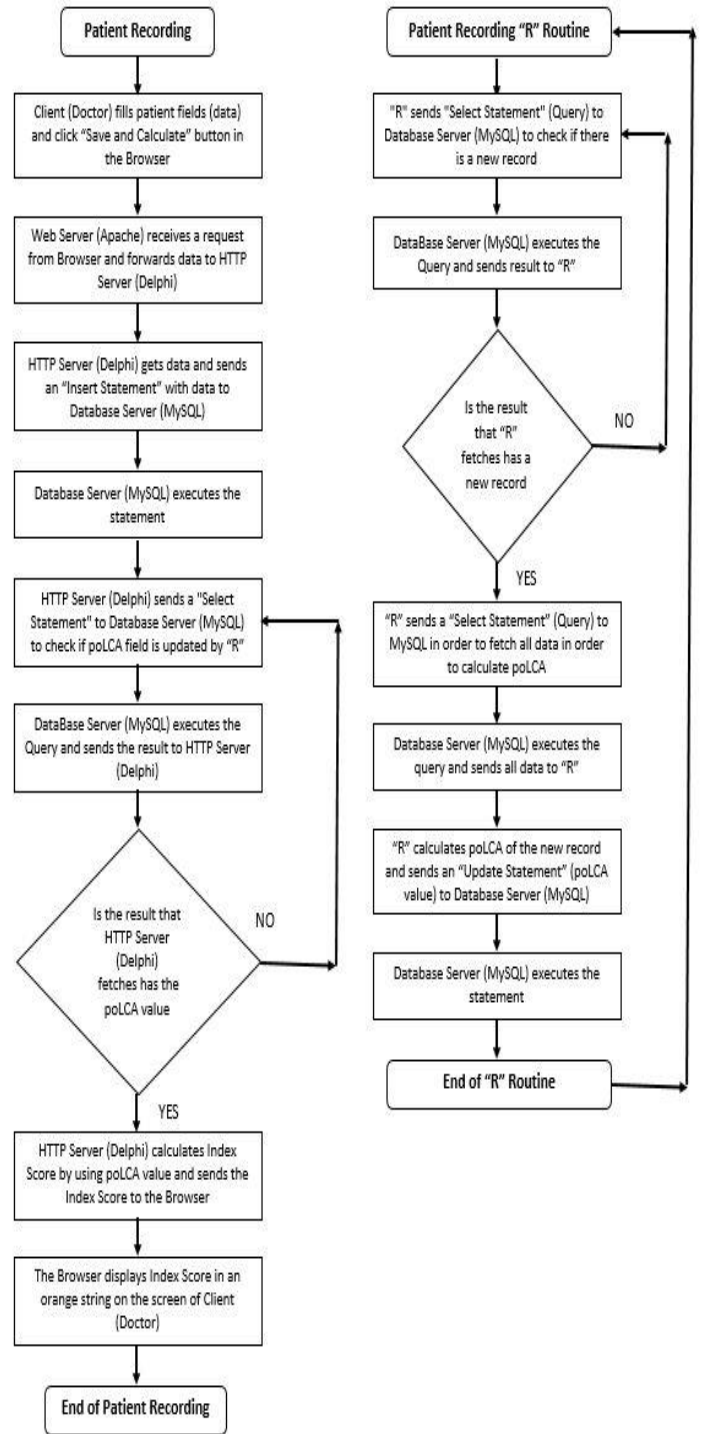 Patient Recording
Client (Doctor) fills patient fields (data)
and click “Save and Calculate” button in
the Browser
Web Server (Apache) receives a request
from Browser and forwards data to HTTP
Server (Delphi)
HTTP Server (Delphi) gets data and sends
an “Insert Statement” with data to
Database Server (MySQL)
Database Server (MySQL) executes the
statement
HTTP Server (Delphi) sends a "Select
Statement" to Database Server (MySQL)
to check if poLCA field is updated by “R”
DataBase Server (MySQL) executes the
Query and sends the result to HTTP Server
(Delphi)
Is the result that
HTTP Server
(Delphi)
fetches has the
poLCA value
NO
YES
HTTP Server (Delphi) calculates Index
Score by using poLCA value and sends the
Index Score to the Browser
The Browser displays Index Score in an
orange string on the screen of Client
(Doctor)
End of Patient Recording
Patient Recording “R” Routine
"R" sends "Select Statement" (Query) to
Database Server (MySQL) to check if there
is a new record
DataBase Server (MySQL) executes the
Query and sends result to “R”
Is the result
that “R”
fetches has a
new record
NO
YES
“R” sends a “Select Statement” (Query) to
MySQL in order to fetch all data in order
to calculate poLCA
Database Server (MySQL) executes the
query and sends all data to “R”
“R” calculates poLCA of the new record
and sends an “Update Statement” (poLCA
value) to Database Server (MySQL)
Database Server (MySQL) executes the
statement
End of “R” Routine